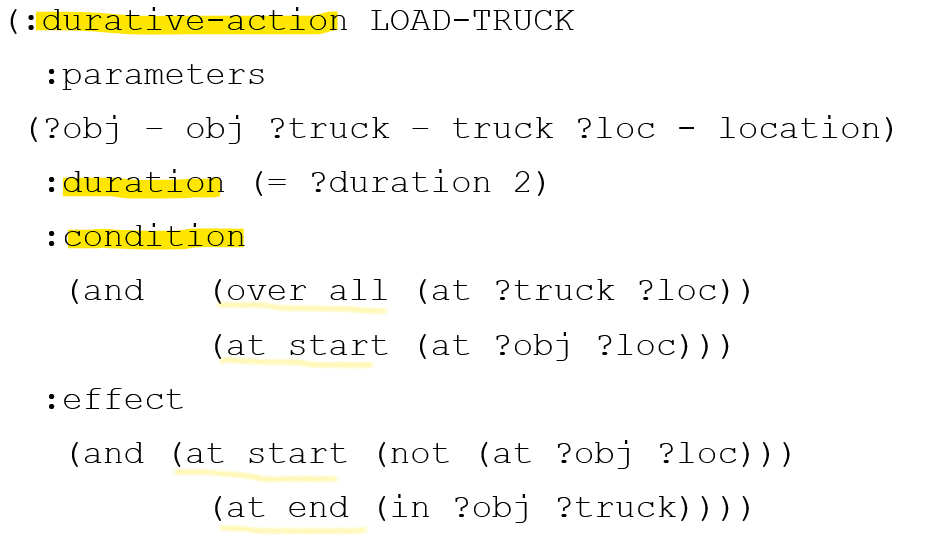 (:durative-action LOAD-TRUCK
:parameters
(?obj – obj ?truck – truck ?loc - location)
:duration (= ?duration 2)
:condition
(and (over all (at ?truck ?loc))
(at start (at ?obj ?loc)))
:effect
(and (at start (not (at ?obj ?loc)))
(at end (in ?obj ?truck))))